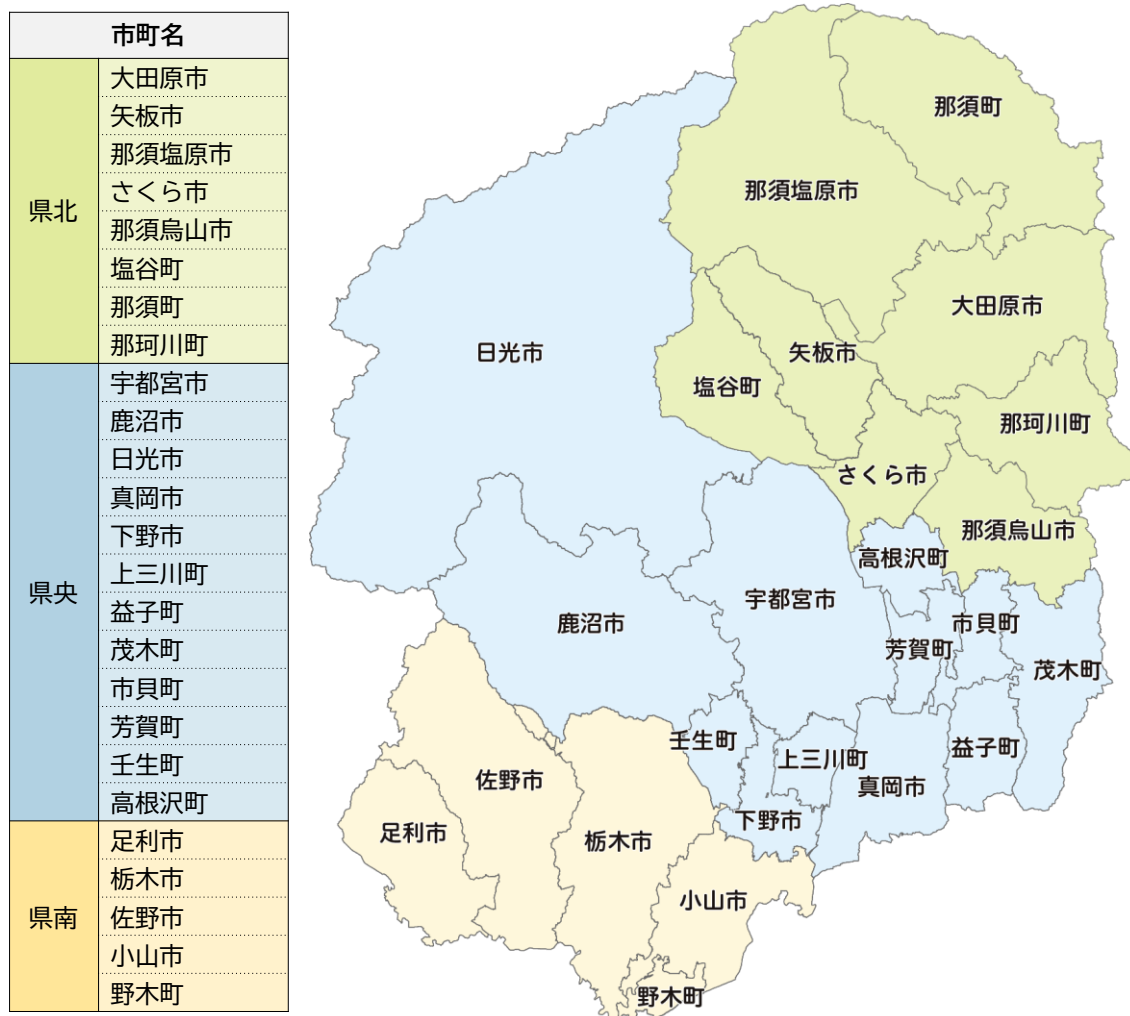 市町名
県北
大田原市
矢板市
那須塩原市
さくら市
那須烏山市
塩谷町
那須町
那珂川町
県央
宇都宮市
鹿沼市
日光市
真岡市
下野市
上三川町
益子町
茂木町
市貝町
芳賀町
壬生町
高根沢町
県南
足利市
栃木市
佐野市
小山市
野木町
那須町
那須塩原市
大田原市
日光市
矢板市
塩谷町
那珂川町
さくら市
那須烏山市
高根沢町
宇都宮市
鹿沼市
市貝町
芳賀町
茂木町
壬生町
益子町
上三川町
佐野市
真岡市
下野市
足利市
栃木市
小山市
野木町